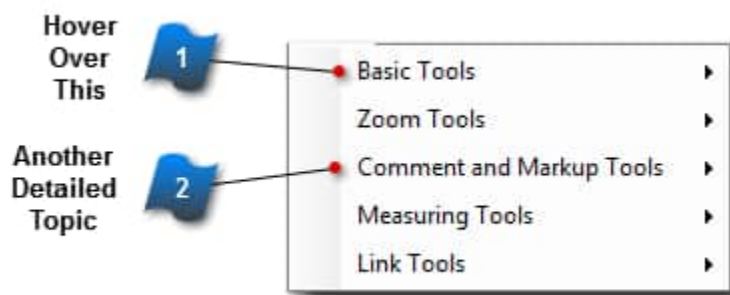 Hover
Over
This
1
Basic Tools
Zoom Tools
Another
Detailed
Topic
2
Comment and Markup Tools
Measuring Tools
Link Tools